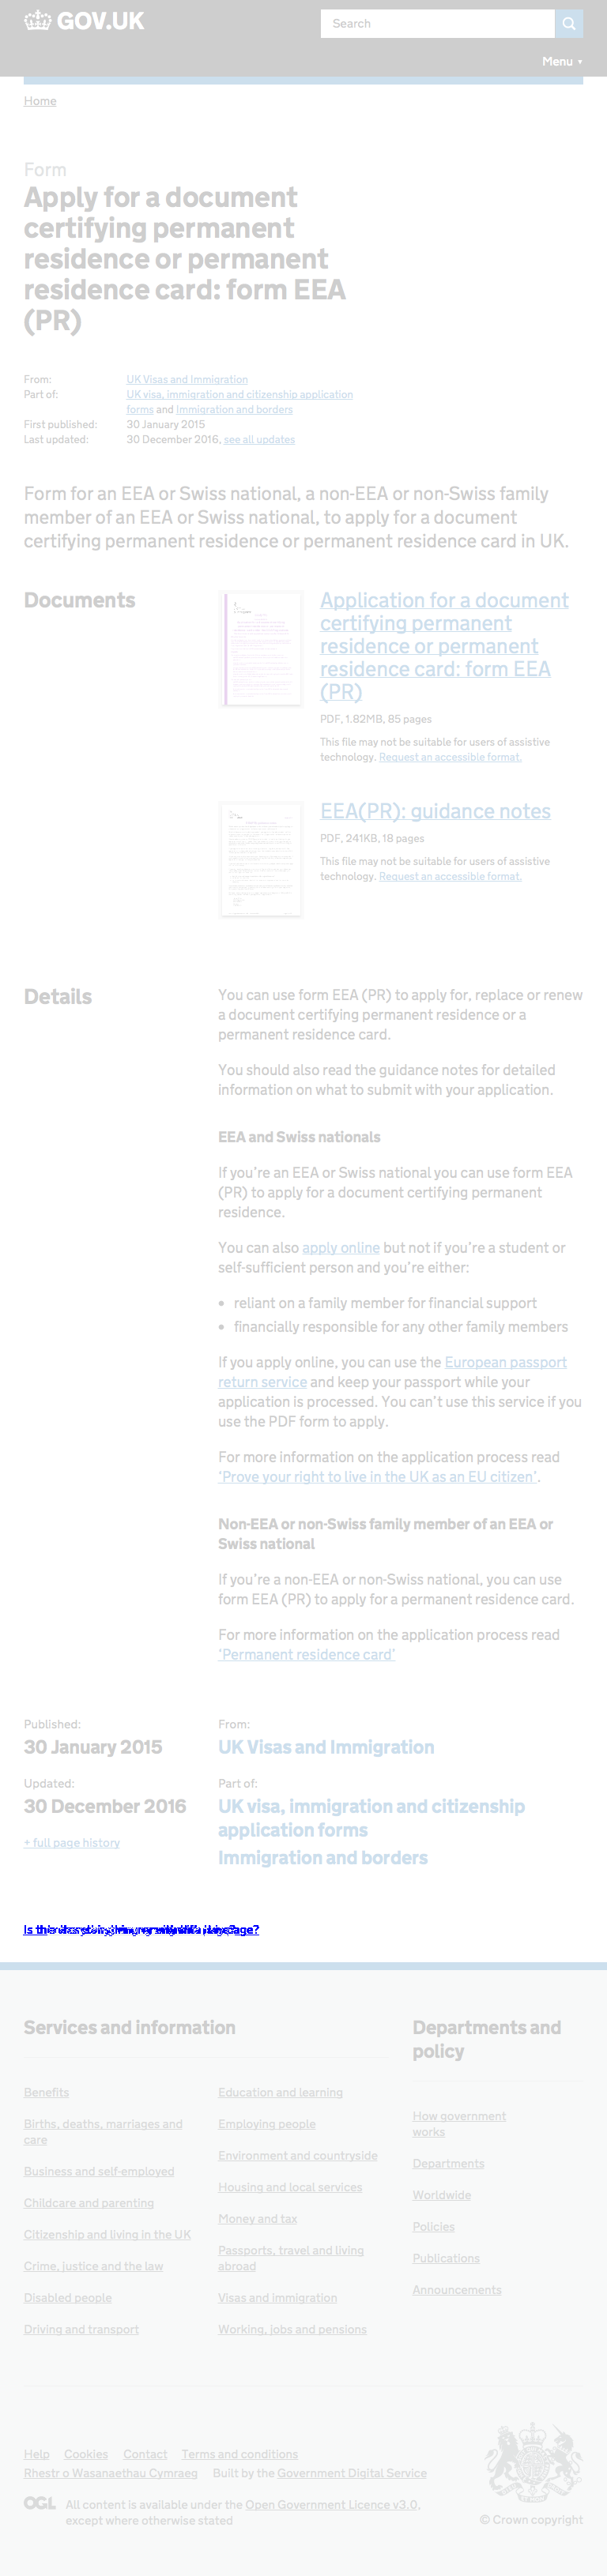 GOV.UK
Search
Menu ▼
Home
Form
Apply for a document
certifying permanent
residence or permanent
residence card: form EEA
(PR)
From: UK Visas and Immigration
Part of: UK visa, immigration and citizenship application
forms and Immigration and borders
First published: 30 January 2015
Last updated: 30 December 2016, see all updates
Form for an EEA or Swiss national, a non-EEA or non-Swiss family
member of an EEA or Swiss national, to apply for a document
certifying permanent residence or permanent residence card in UK.
Documents
Application for a document
certifying permanent
residence or permanent
residence card: form EEA
(PR)
PDF, 1.82MB, 85 pages
This file may not be suitable for users of assistive
technology. Request an accessible format.
EEA(PR): guidance notes
PDF, 241KB, 18 pages
This file may not be suitable for users of assistive
technology. Request an accessible format.
Details
You can use form EEA (PR) to apply for, replace or renew
a document certifying permanent residence or a
permanent residence card.
You should also read the guidance notes for detailed
information on what to submit with your application.
EEA and Swiss nationals
If you’re an EEA or Swiss national you can use form EEA
(PR) to apply for a document certifying permanent
residence.
You can also apply online but not if you’re a student or
self-sufficient person and you’re either:
• reliant on a family member for financial support
• financially responsible for any other family members
If you apply online, you can use the European passport
return service and keep your passport while your
application is processed. You can’t use this service if you
use the PDF form to apply.
For more information on the application process read
‘Prove your right to live in the UK as an EU citizen’.
Non-EEA or non-Swiss family member of an EEA or
Swiss national
If you’re a non-EEA or non-Swiss national, you can use
form EEA (PR) to apply for a permanent residence card.
For more information on the application process read
‘Permanent residence card’
Published:
30 January 2015
Updated:
30 December 2016
+ full page history
From:
UK Visas and Immigration
Part of:
UK visa, immigration and citizenship
application forms
Immigration and borders
Is this
Services and information
Benefits
Births, deaths, marriages and
care
Business and self-employed
Childcare and parenting
Citizenship and living in the UK
Crime, justice and the law
Disabled people
Driving and transport
Education and learning
Employing people
Environment and countryside
Housing and local services
Money and tax
Passports, travel and living
abroad
Visas and immigration
Working, jobs and pensions
Departments and
policy
How government
works
Departments
Worldwide
Policies
Publications
Announcements
Help Cookies Contact Terms and conditions
Rhestr o Wasanaethau Cymraeg Built by the Government Digital Service
OGL All content is available under the Open Government Licence v3.0,
except where otherwise stated
© Crown copyright